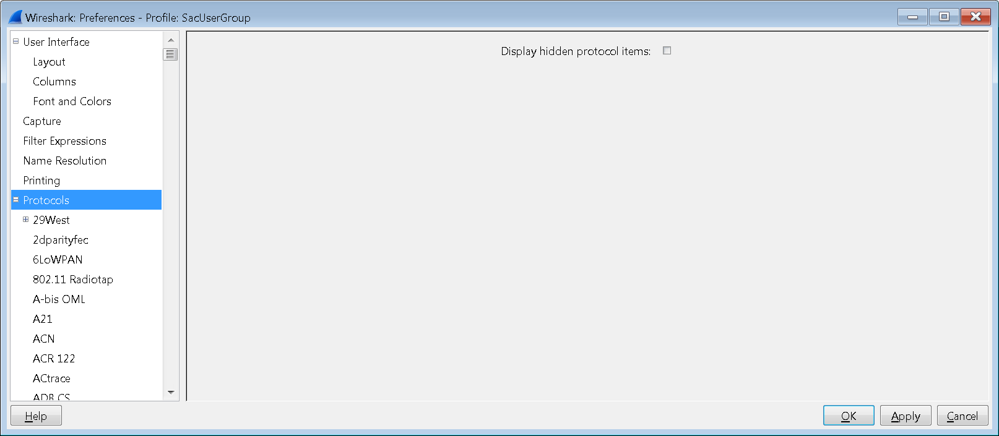 Wireshark: Preferences - Profile: SacUserGroup
User Interface
Layout
Columns
Font and Colors
Capture
Filter Expressions
Name Resolution
Printing
Protocols
29West
2dparityfec
6LoWPAN
802.11 Radiotap
A-bis OML
A21
ACN
ACR 122
ACtrace
ADB CS
Display hidden protocol items:
Help
OK
Apply
Cancel